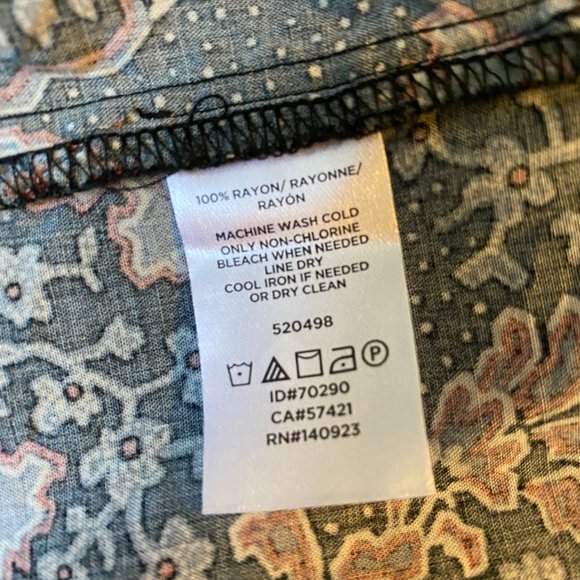 100% RAYON/ RAYONNE/
RAYÓN
MACHINE WASH COLD
ONLY NON-CHLORINE
BLEACH WHEN NEEDED
LINE DRY
COOL IRON IF NEEDED
OR DRY CLEAN
520498
P
ID#70290
CA#57421
RN#140923